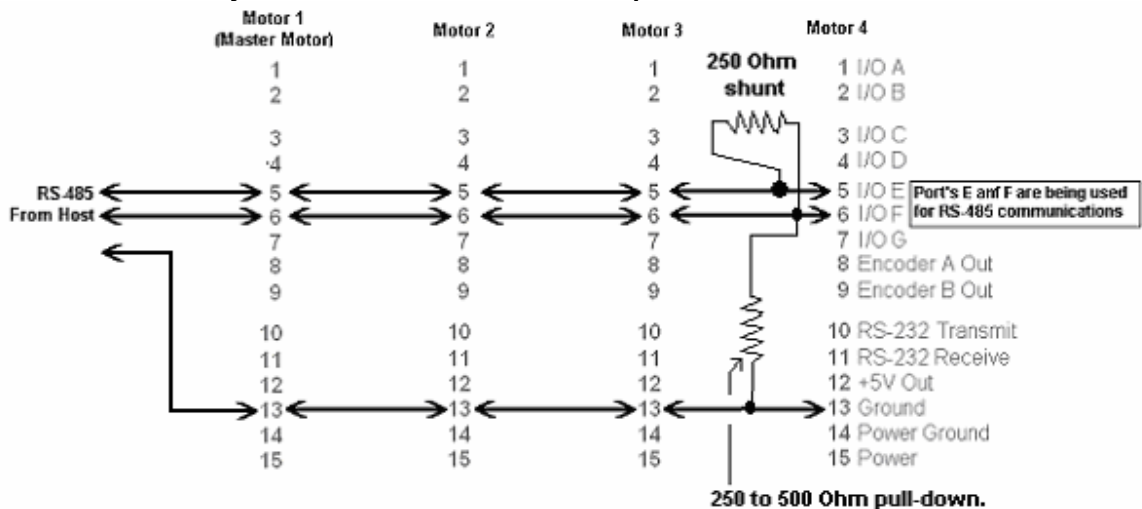 Motor 1
(Master Motor)
Motor 2
Motor 3
Motor 4
250 Ohm
shunt
1 1 1 1 I/O A
2 2 2 2 I/O B
3 3 3 3 I/O C
4 4 4 4 I/O D
RS-485 5 5 5 5 I/O E
From Host 6 6 6 6 I/O F
Port's E anf F are being used
for RS-485 communications
7 7 7 7 I/O G
8 8 8 8 Encoder A Out
9 9 9 9 Encoder B Out
10 10 10 10 RS-232 Transmit
11 11 11 11 RS-232 Receive
12 12 12 12 +5V Out
13 13 13 13 Ground
14 14 14 14 Power Ground
15 15 15 15 Power
250 to 500 Ohm pull-down.